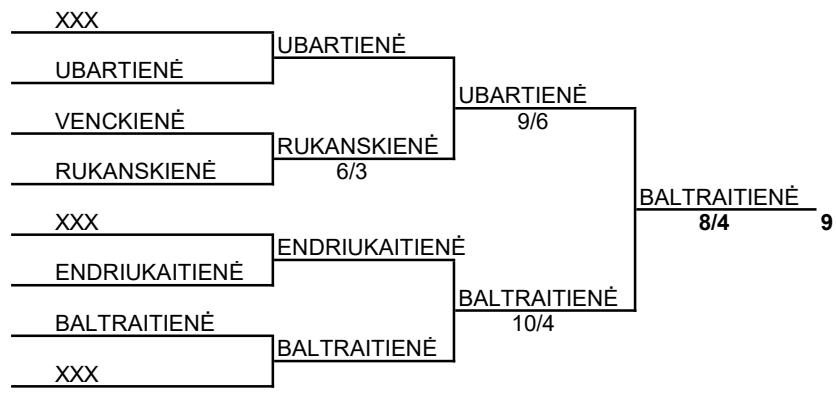 XXX
UBARTIENĖ
UBARTIENĖ
UBARTIENĖ
9/6
VENCKIENĖ
RUKANSKIENĖ
6/3
RUKANSKIENĖ
BALTRAITIENĖ
8/4 9
XXX
ENDRIUKAITIENĖ
ENDRIUKAITIENĖ
BALTRAITIENĖ
10/4
BALTRAITIENĖ
BALTRAITIENĖ
XXX